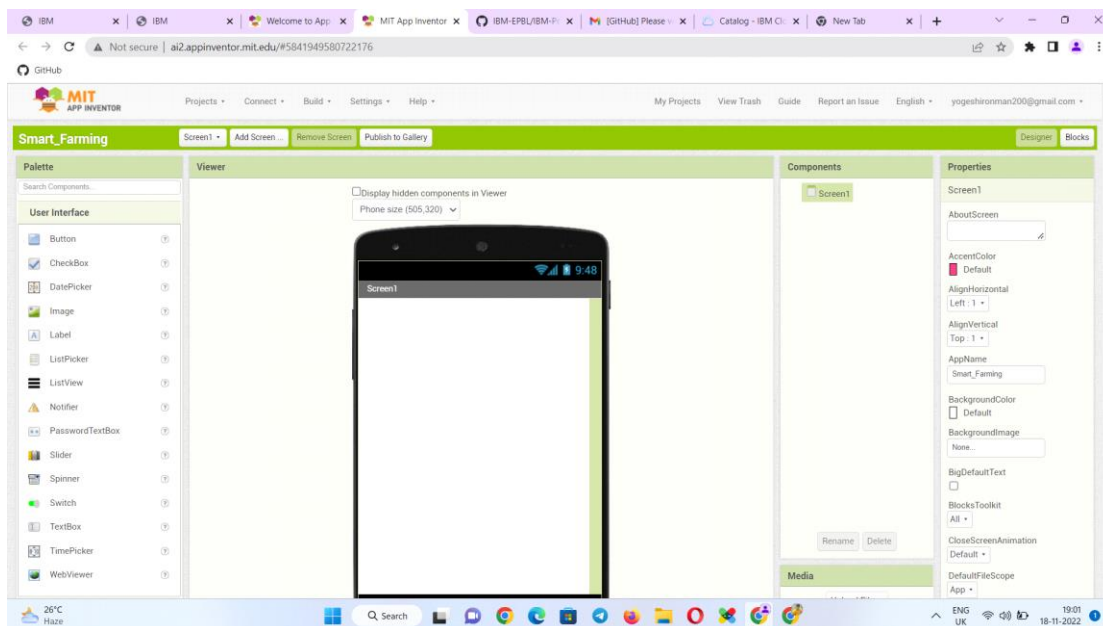 IBM
IBM
Welcome to App
MIT App Inventor
IBM-EPBL/IBM-P
[GitHub] Please v
Catalog - IBM Cl
New Tab
Not secure | ai2.appinventor.mit.edu/#5841949580722176
GitHub
MIT
APP INVENTOR
Projects Connect Build Settings Help My Projects View Trash Guide Report an Issue English yogeshironman200@gmail.com
Smart_Farming Screen1 Add Screen ... Remove Screen Publish to Gallery Designer Blocks
Palette
Search Components...
User Interface
Button
CheckBox
DatePicker
Image
Label
ListPicker
ListView
Notifier
PasswordTextBox
Slider
Spinner
Switch
TextBox
TimePicker
WebViewer
Viewer
Display hidden components in Viewer
Phone size (505,320)
9:48
Screen1
Components
Screen1
Rename Delete
Media
Properties
Screen1
AboutScreen
AccentColor
Default
AlignHorizontal
Left : 1
AlignVertical
Top : 1
AppName
Smart_Farming
BackgroundColor
Default
BackgroundImage
None...
BigDefaultText
BlocksToolkit
All
CloseScreenAnimation
Default
DefaultFileScope
App
26°C
Haze
Search
ENG
UK
19:01
18-11-2022